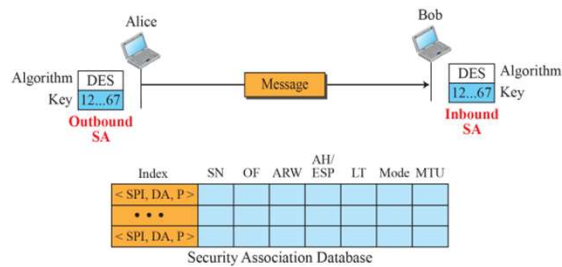 Alice
Bob
Algorithm DES
Key 12...67
Outbound
SA
Message
DES Algorithm
12...67 Key
Inbound
SA
Index SN OF ARW AH/ESP LT Mode MTU
< SPI, DA, P >
• • •
< SPI, DA, P >
Security Association Database